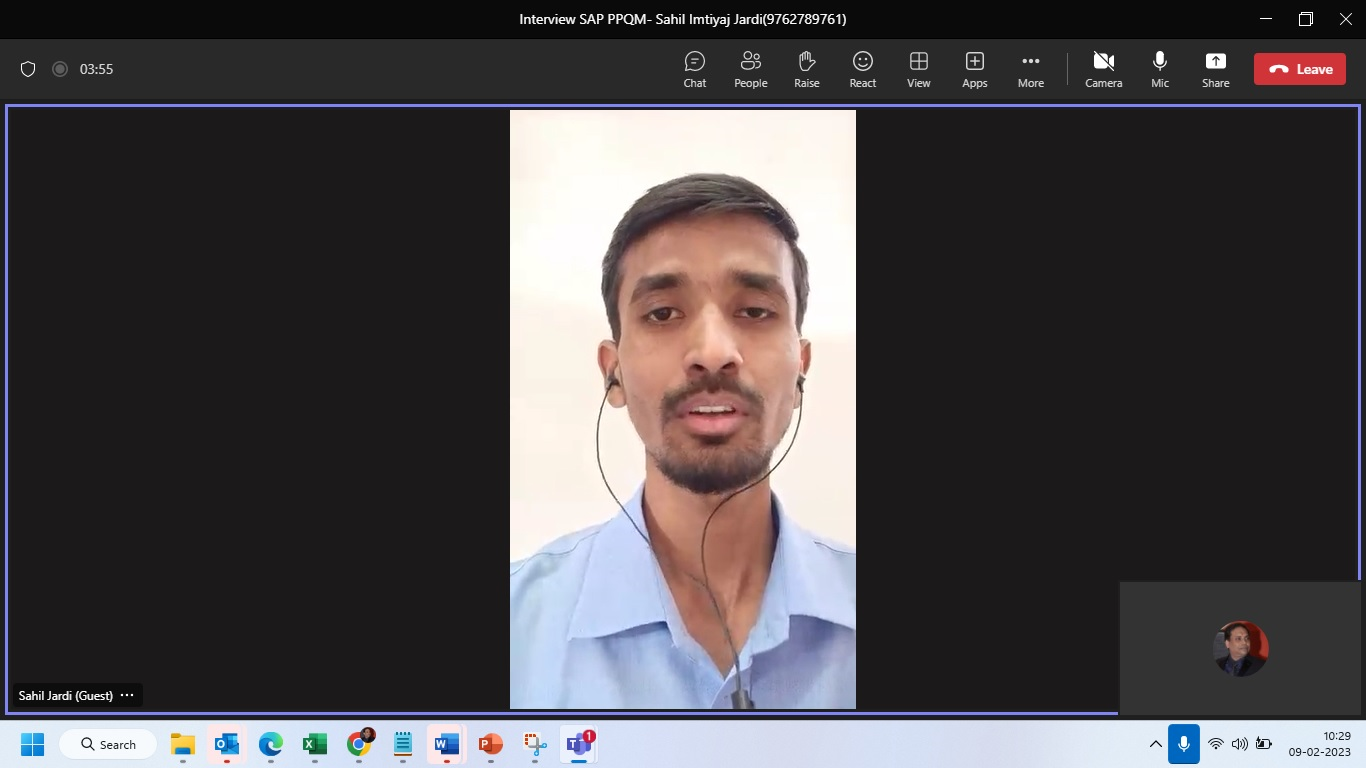 Interview SAP PPQM- Sahil Imtiyaj Jardi(9762789761)
03:55
Chat
People
Raise
React
View
Apps
More
Camera
Mic
Share
Leave
Sahil Jardi (Guest)
Search
1
10:29
09-02-2023